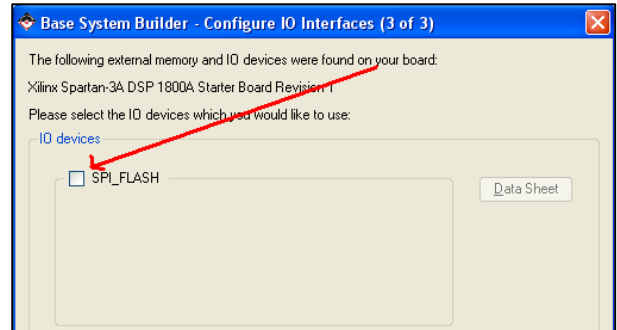 Base System Builder - Configure IO Interfaces (3 of 3)
The following external memory and IO devices were found on your board:
Xilinx Spartan-3A DSP 1800A Starter Board Revision 1
Please select the IO devices which you would like to use:
IO devices
SPI_FLASH
Data Sheet